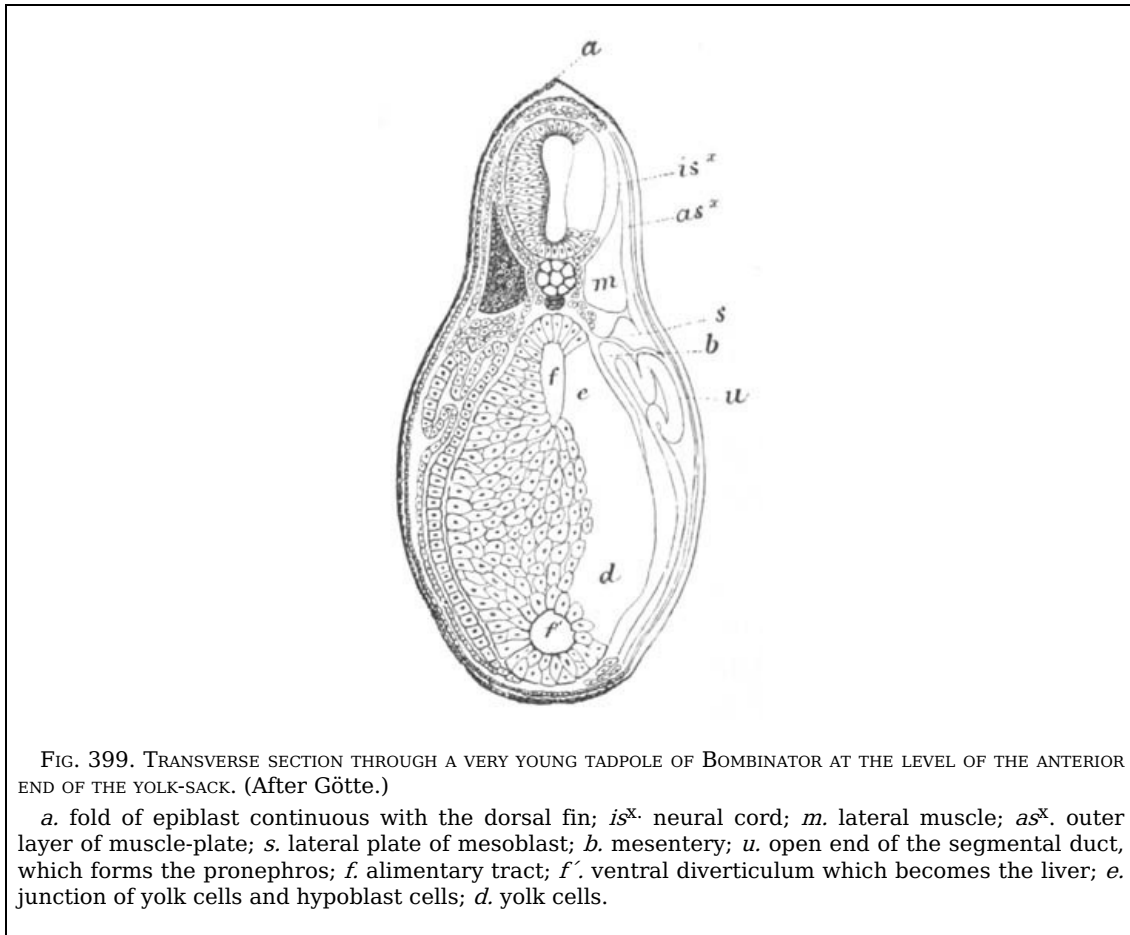 a
is x
as x
m
s
b
f
e
u
d
f′
FIG. 399. TRANSVERSE SECTION THROUGH A VERY YOUNG TADPOLE OF BOMBINATOR AT THE LEVEL OF THE ANTERIOR
END OF THE YOLK-SACK. (After Götte.)
a. fold of epiblast continuous with the dorsal fin; isx. neural cord; m. lateral muscle; asx. outer
layer of muscle-plate; s. lateral plate of mesoblast; b. mesentery; u. open end of the segmental duct,
which forms the pronephros; f. alimentary tract; f´. ventral diverticulum which becomes the liver; e.
junction of yolk cells and hypoblast cells; d. yolk cells.